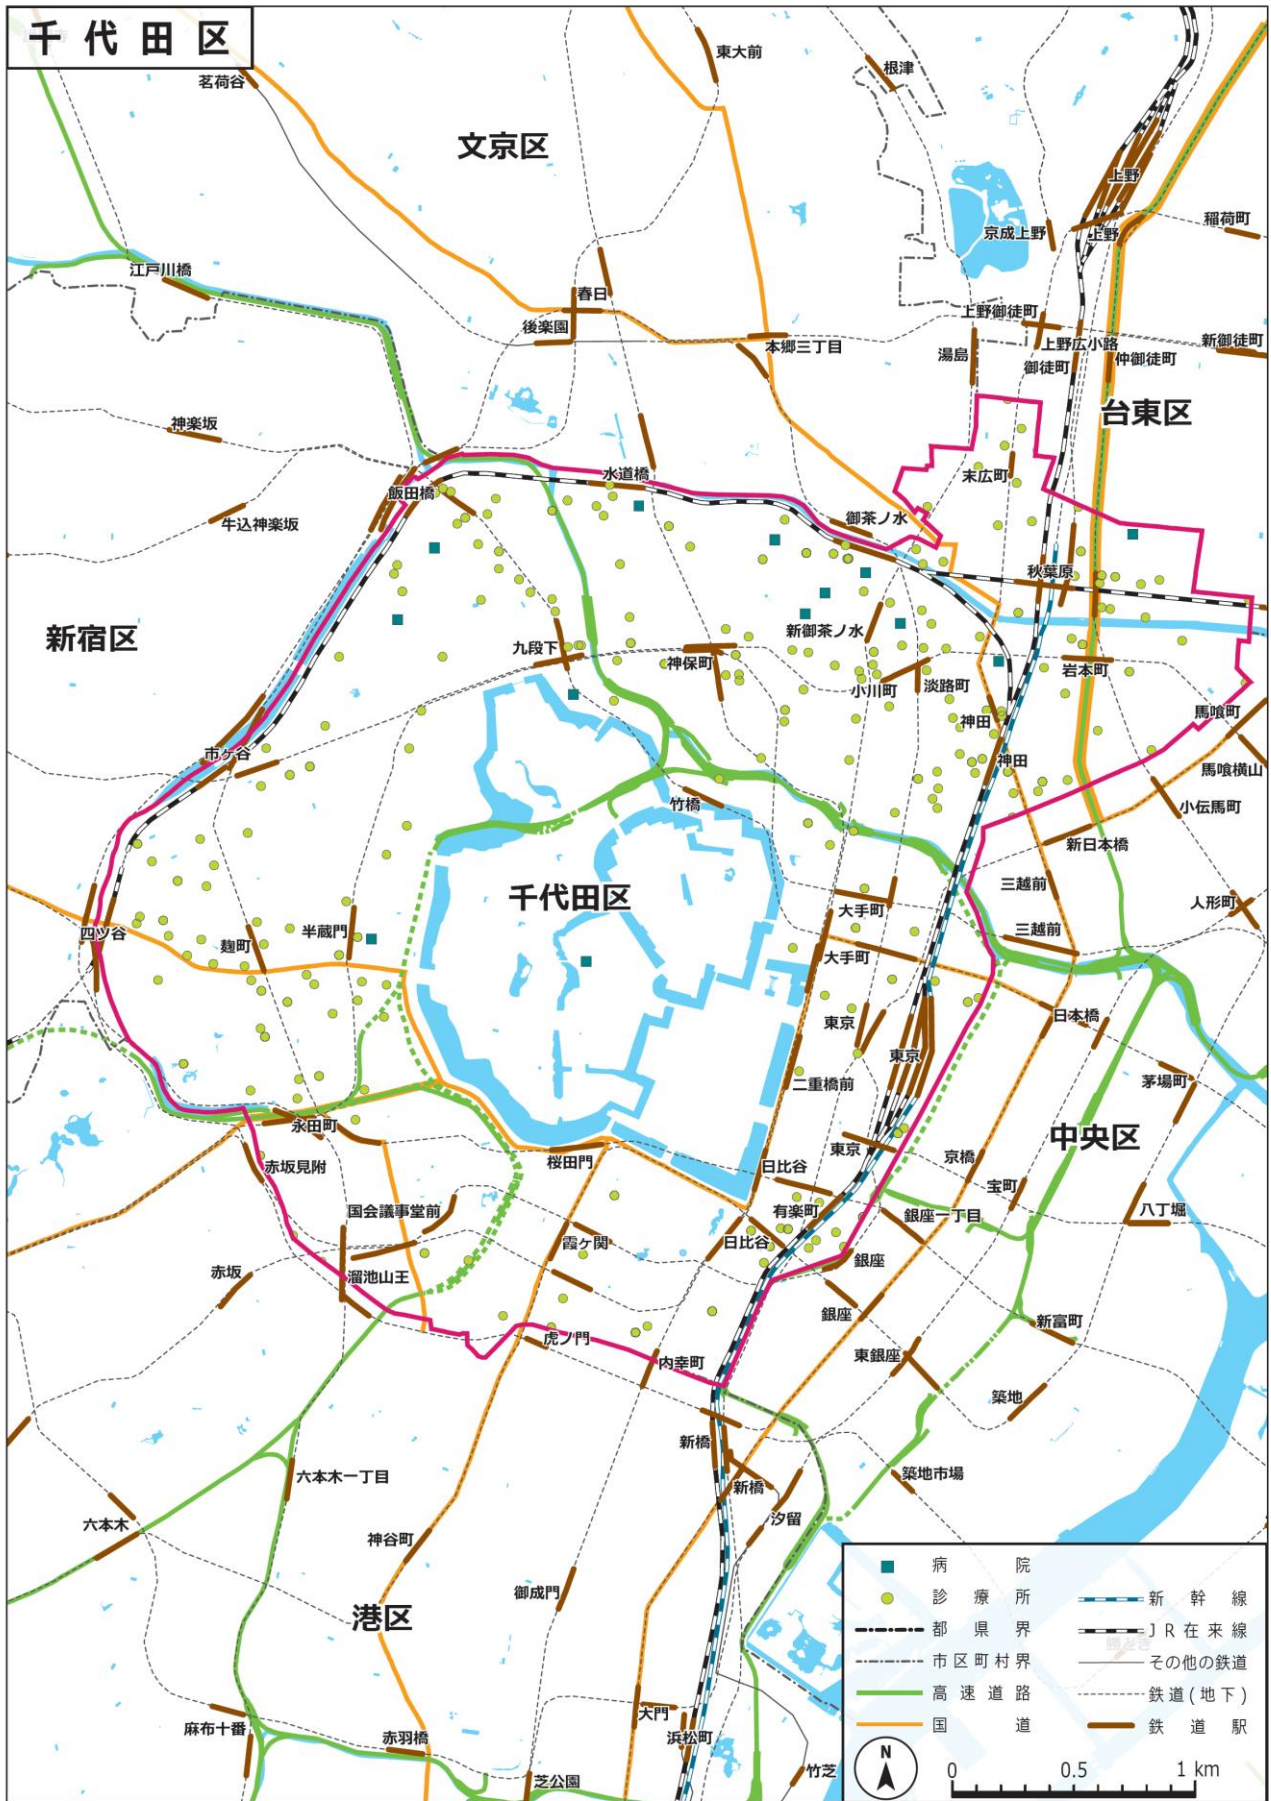 千代田区
茗荷谷
東大前
根津
文京区
上野
稲荷町
京成上野
上野
江戸川橋
春日
上野御徒町
後楽園
本郷三丁目
湯島
上野広小路
新御徒町
御徒町
仲御徒町
台東区
神楽坂
水道橋
末広町
飯田橋
牛込神楽坂
御茶ノ水
秋葉原
新宿区
九段下
新御茶ノ水
神保町
小川町
淡路町
岩本町
神田
馬喰町
市ヶ谷
神田
馬喰横山
竹橋
小伝馬町
新日本橋
千代田区
三越前
大手町
人形町
四ツ谷
麹町
半蔵門
三越前
大手町
東京
日本橋
東京
二重橋前
茅場町
永田町
中央区
赤坂見附
桜田門
日比谷
東京
京橋
宝町
国会議事堂前
有楽町
銀座一丁目
八丁堀
霞ヶ関
日比谷
赤坂
溜池山王
銀座
銀座
新富町
虎ノ門
内幸町
東銀座
築地
新橋
六本木一丁目
新橋
築地市場
六本木
汐留
神谷町
御成門
港区
大門
麻布十番
赤羽橋
浜松町
竹芝
芝公園
病院
診療所
新幹線
都県界
JR在来線
市区町村界
その他の鉄道
高速道路
鉄道(地下)
国道
鉄道駅
N
0 0.5 1 km